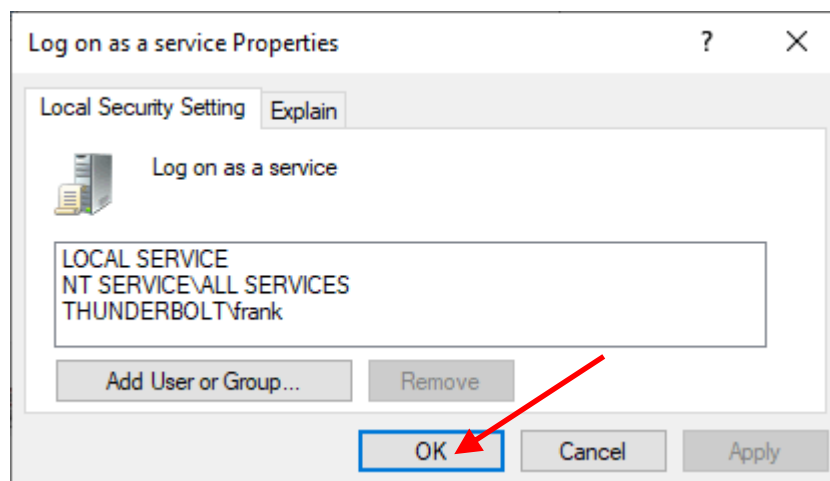 Log on as a service Properties
?
Local Security Setting
Explain
Log on as a service
LOCAL SERVICE
NT SERVICE\ALL SERVICES
THUNDERBOLT\frank
Add User or Group...
Remove
OK
Cancel
Apply